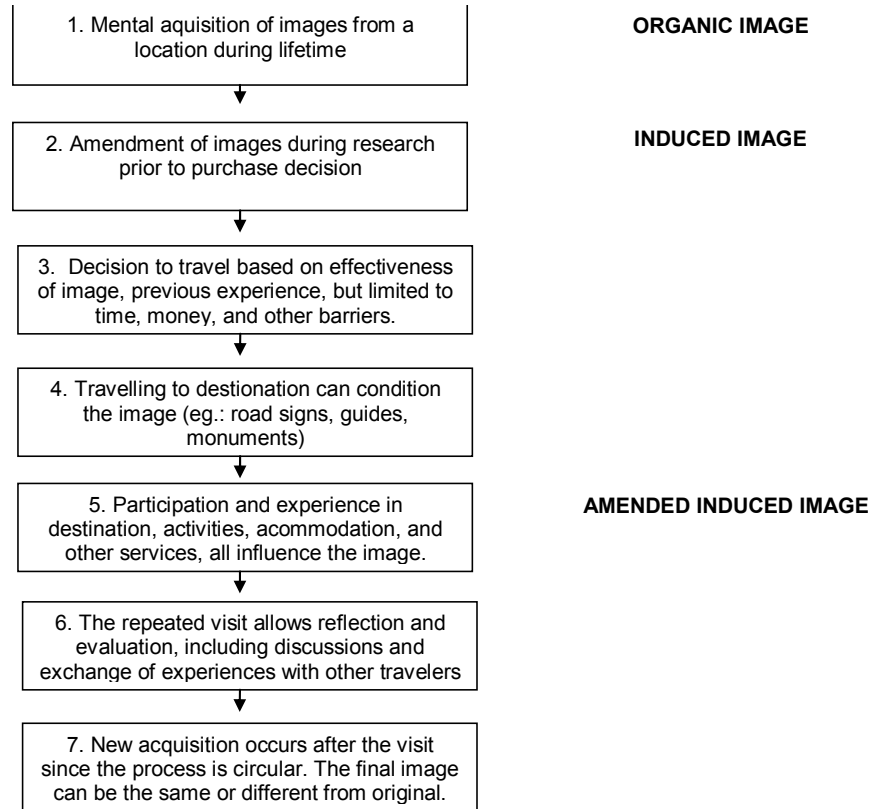 1. Mental aquisition of images from a
location during lifetime
ORGANIC IMAGE
2. Amendment of images during research
prior to purchase decision
INDUCED IMAGE
3. Decision to travel based on effectiveness
of image, previous experience, but limited to
time, money, and other barriers.
4. Travelling to destionation can condition
the image (eg.: road signs, guides,
monuments)
5. Participation and experience in
destination, activities, acommodation, and
other services, all influence the image.
AMENDED INDUCED IMAGE
6. The repeated visit allows reflection and
evaluation, including discussions and
exchange of experiences with other travelers
7. New acquisition occurs after the visit
since the process is circular. The final image
can be the same or different from original.